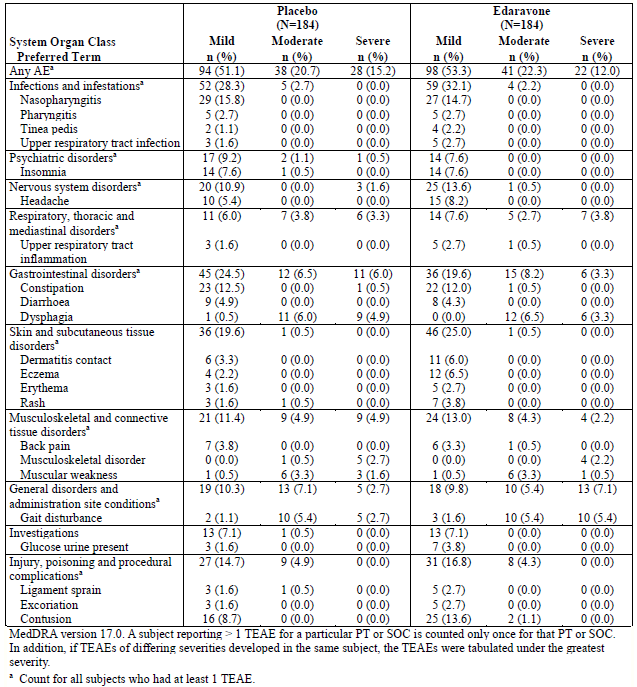 Placebo Edaravone
(N=184) (N=184)
System Organ Class Mild Moderate Severe Mild Moderate Severe
Preferred Term n (%) n (%) n (%) n (%) n (%) n (%)
Any AEa 94 (51.1) 38 (20.7) 28 (15.2) 98 (53.3) 41 (22.3) 22 (12.0)
Infections and infestationsa 52 (28.3) 5 (2.7) 0 (0.0) 59 (32.1) 4 (2.2) 0 (0.0)
Nasopharyngitis 29 (15.8) 0 (0.0) 0 (0.0) 27 (14.7) 0 (0.0) 0 (0.0)
Pharyngitis 5 (2.7) 0 (0.0) 0 (0.0) 5 (2.7) 0 (0.0) 0 (0.0)
Tinea pedis 2 (1.1) 0 (0.0) 0 (0.0) 4 (2.2) 0 (0.0) 0 (0.0)
Upper respiratory tract infection 3 (1.6) 0 (0.0) 0 (0.0) 5 (2.7) 0 (0.0) 0 (0.0)
Psychiatric disordersa 17 (9.2) 2 (1.1) 1 (0.5) 14 (7.6) 0 (0.0) 0 (0.0)
Insomnia 14 (7.6) 1 (0.5) 0 (0.0) 14 (7.6) 0 (0.0) 0 (0.0)
Nervous system disordersa 20 (10.9) 0 (0.0) 3 (1.6) 25 (13.6) 1 (0.5) 0 (0.0)
Headache 10 (5.4) 0 (0.0) 0 (0.0) 15 (8.2) 0 (0.0) 0 (0.0)
Respiratory, thoracic and 11 (6.0) 7 (3.8) 6 (3.3) 14 (7.6) 5 (2.7) 7 (3.8)
mediastinal disordersa
Upper respiratory tract 3 (1.6) 0 (0.0) 0 (0.0) 5 (2.7) 1 (0.5) 0 (0.0)
inflammation
Gastrointestinal disordersa 45 (24.5) 12 (6.5) 11 (6.0) 36 (19.6) 15 (8.2) 6 (3.3)
Constipation 23 (12.5) 0 (0.0) 1 (0.5) 22 (12.0) 1 (0.5) 0 (0.0)
Diarrhoea 9 (4.9) 0 (0.0) 0 (0.0) 8 (4.3) 0 (0.0) 0 (0.0)
Dysphagia 1 (0.5) 11 (6.0) 9 (4.9) 0 (0.0) 12 (6.5) 6 (3.3)
Skin and subcutaneous tissue 36 (19.6) 1 (0.5) 0 (0.0) 46 (25.0) 1 (0.5) 0 (0.0)
disordersa
Dermatitis contact 6 (3.3) 0 (0.0) 0 (0.0) 11 (6.0) 0 (0.0) 0 (0.0)
Eczema 4 (2.2) 0 (0.0) 0 (0.0) 12 (6.5) 0 (0.0) 0 (0.0)
Erythema 3 (1.6) 0 (0.0) 0 (0.0) 5 (2.7) 0 (0.0) 0 (0.0)
Rash 3 (1.6) 1 (0.5) 0 (0.0) 7 (3.8) 0 (0.0) 0 (0.0)
Musculoskeletal and connective 21 (11.4) 9 (4.9) 9 (4.9) 24 (13.0) 8 (4.3) 4 (2.2)
tissue disordersa
Back pain 7 (3.8) 0 (0.0) 0 (0.0) 6 (3.3) 1 (0.5) 0 (0.0)
Musculoskeletal disorder 0 (0.0) 1 (0.5) 5 (2.7) 0 (0.0) 0 (0.0) 4 (2.2)
Muscular weakness 1 (0.5) 6 (3.3) 3 (1.6) 1 (0.5) 6 (3.3) 1 (0.5)
General disorders and 19 (10.3) 13 (7.1) 5 (2.7) 18 (9.8) 10 (5.4) 13 (7.1)
administration site conditionsa
Gait disturbance 2 (1.1) 10 (5.4) 5 (2.7) 3 (1.6) 10 (5.4) 10 (5.4)
Investigations 13 (7.1) 1 (0.5) 0 (0.0) 13 (7.1) 0 (0.0) 0 (0.0)
Glucose urine present 3 (1.6) 0 (0.0) 0 (0.0) 7 (3.8) 0 (0.0) 0 (0.0)
Injury, poisoning and procedural 27 (14.7) 9 (4.9) 0 (0.0) 31 (16.8) 8 (4.3) 0 (0.0)
complicationsa
Ligament sprain 3 (1.6) 1 (0.5) 0 (0.0) 5 (2.7) 0 (0.0) 0 (0.0)
Excoriation 3 (1.6) 0 (0.0) 0 (0.0) 5 (2.7) 0 (0.0) 0 (0.0)
Contusion 16 (8.7) 0 (0.0) 0 (0.0) 25 (13.6) 2 (1.1) 0 (0.0)
MedDRA version 17.0. A subject reporting > 1 TEAE for a particular PT or SOC is counted only once for that PT or SOC.
In addition, if TEAEs of differing severities developed in the same subject, the TEAEs were tabulated under the greatest
severity.
a Count for all subjects who had at least 1 TEAE.